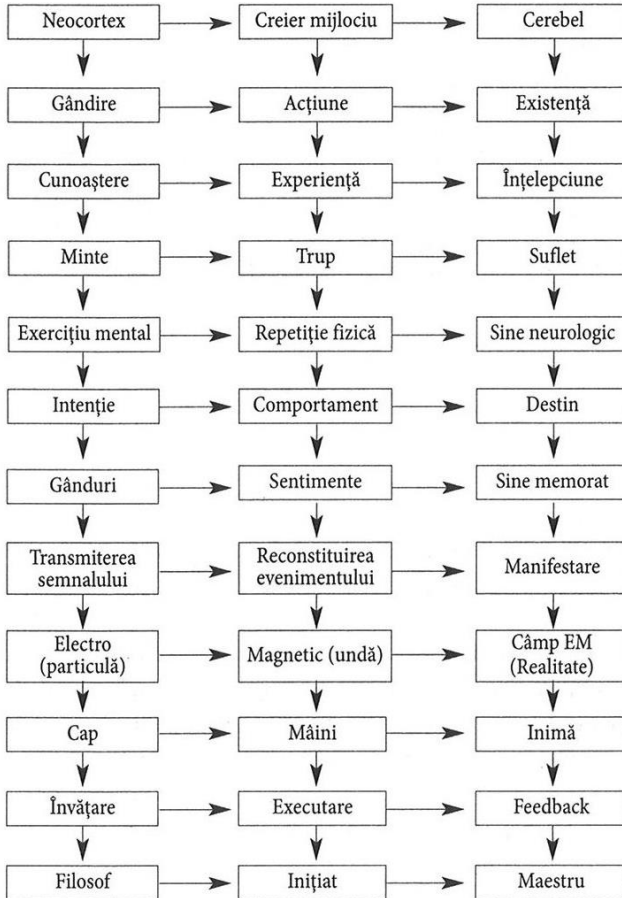 Neocortex
Creier mijlociu
Cerebel
Gândire
Acțiune
Existență
Cunoaștere
Experiență
Înțelepciune
Minte
Trup
Suflet
Exercițiu mental
Repetiție fizică
Sine neurologic
Intenție
Comportament
Destin
Gânduri
Sentimente
Sine memorat
Transmiterea
semnalului
Reconstituirea
evenimentului
Manifestare
Electro
(particulă)
Magnetic (undă)
Câmp EM
(Realitate)
Cap
Mâini
Inimă
Învățare
Executare
Feedback
Filosof
Inițiat
Maestru